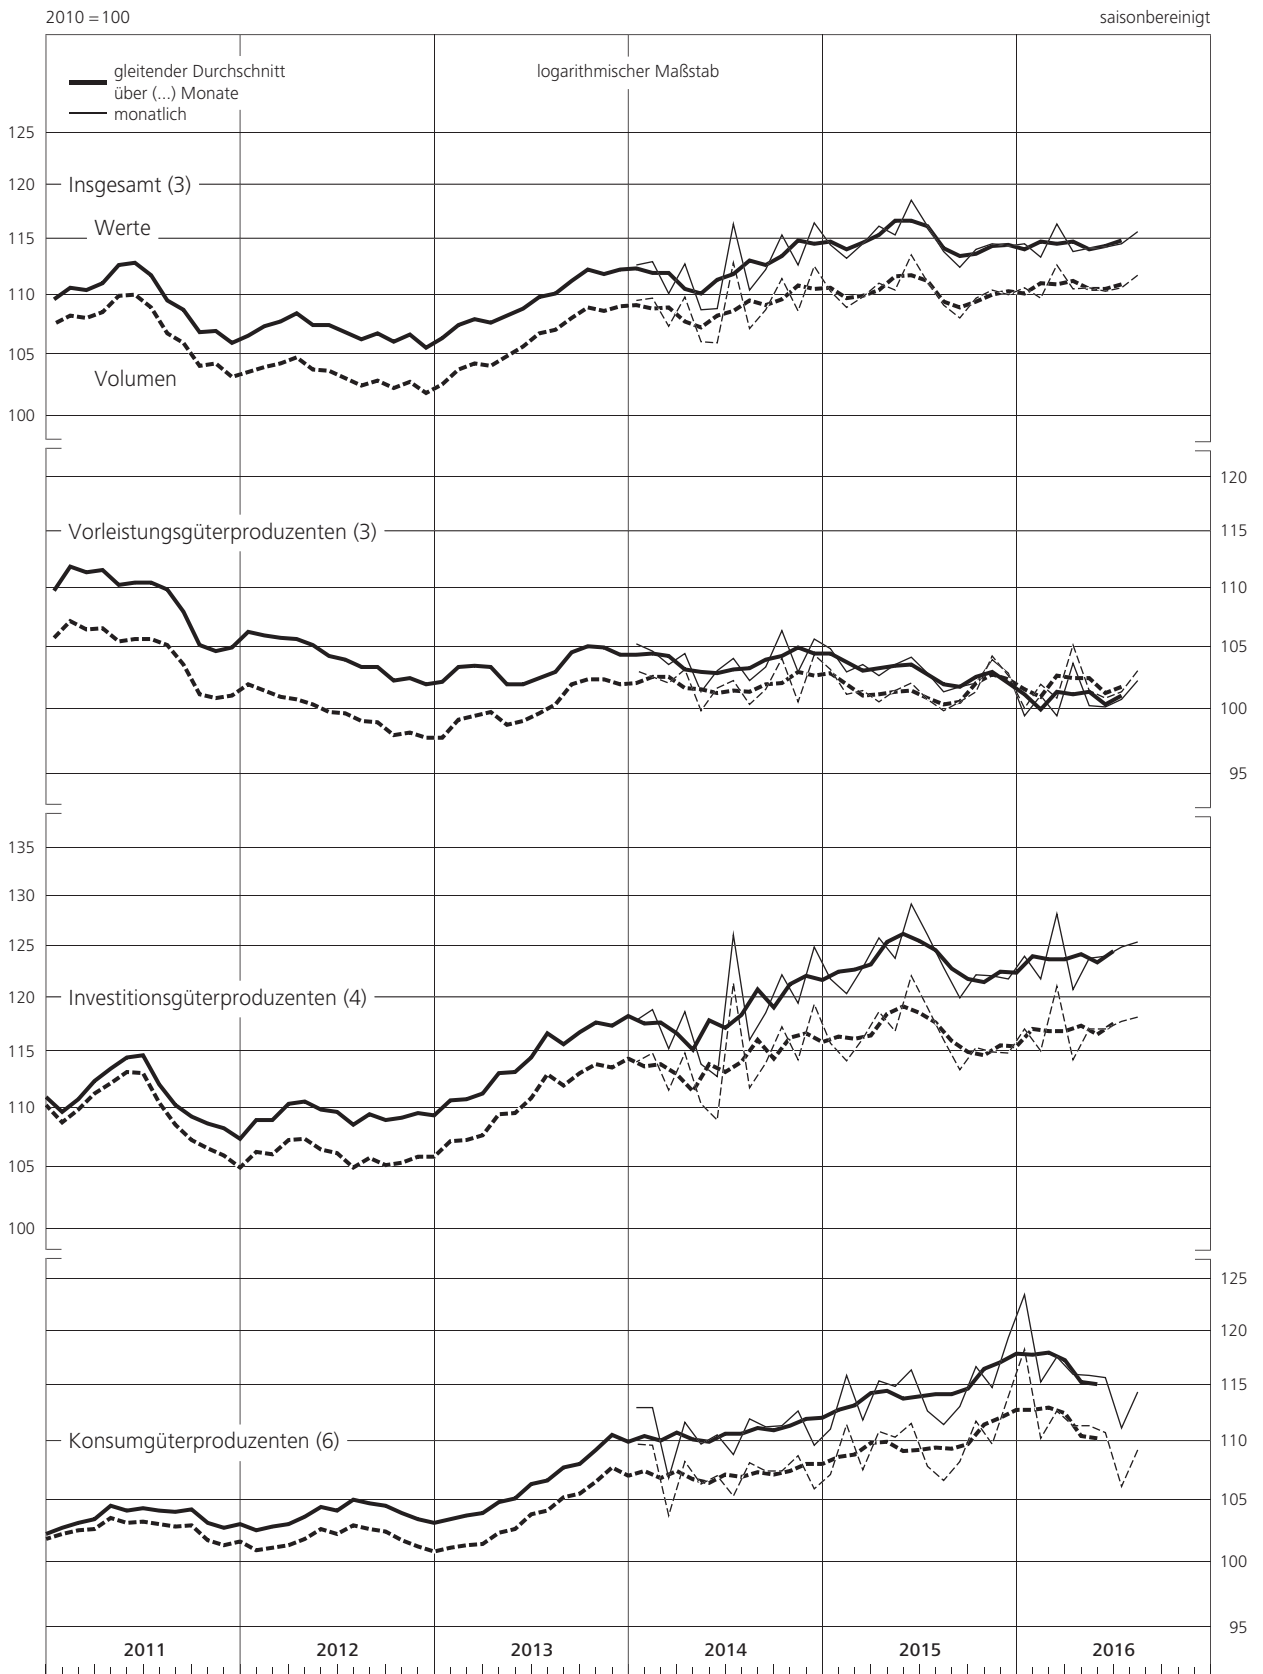 2010 = 100
saisonbereinigt
gleitender Durchschnitt
über (...) Monate
monatlich
logarithmischer Maßstab
125
120
Insgesamt (3)
Werte
115
110
105
Volumen
100
120
Vorleistungsgüterproduzenten (3)
115
110
105
100
95
135
130
125
120
Investitionsgüterproduzenten (4)
115
110
105
100
125
120
115
Konsumgüterproduzenten (6)
110
105
100
95
2011 2012 2013 2014 2015 2016